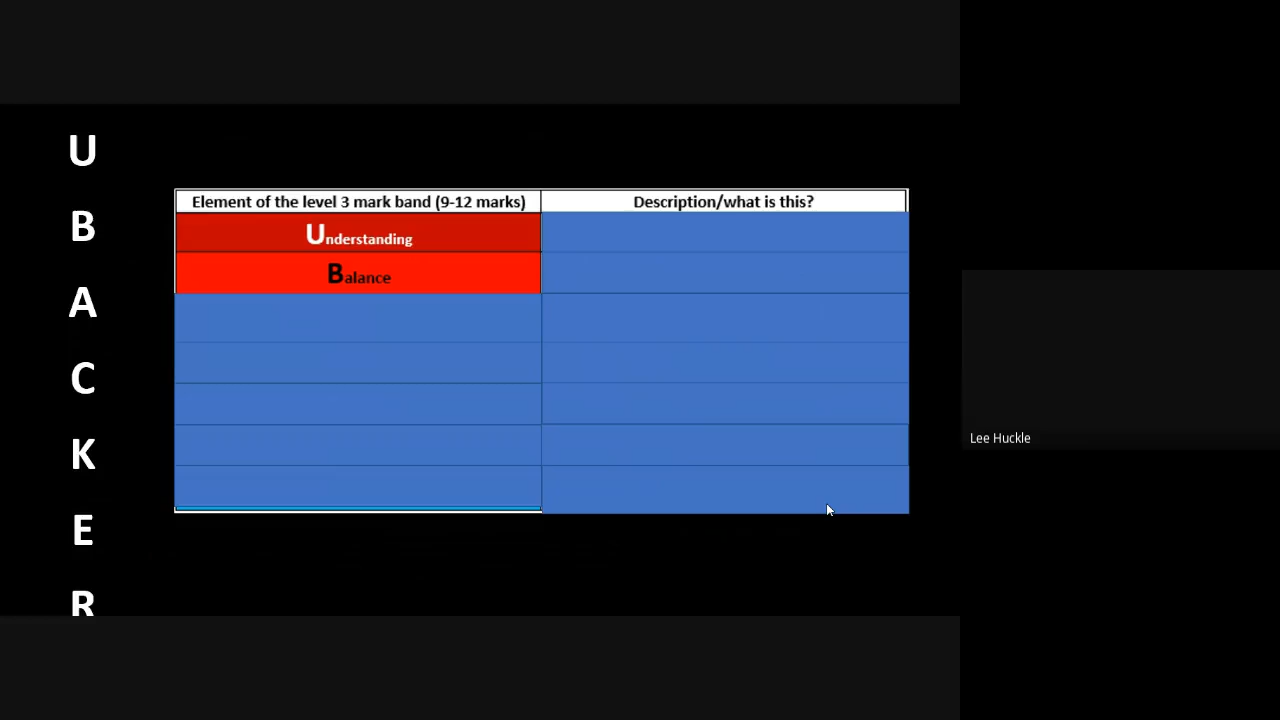 U
B
A
C
K
E
R
Element of the level 3 mark band (9-12 marks) Description/what is this?
Understanding
Balance
Lee Huckle